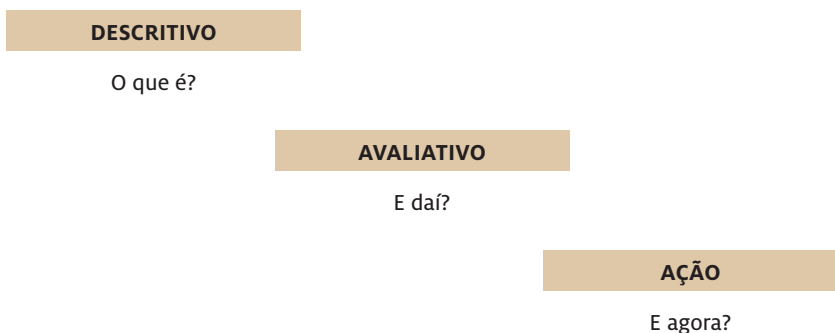 DESCRITIVO
O que é?
AVALIATIVO
E daí?
AÇÃO
E agora?